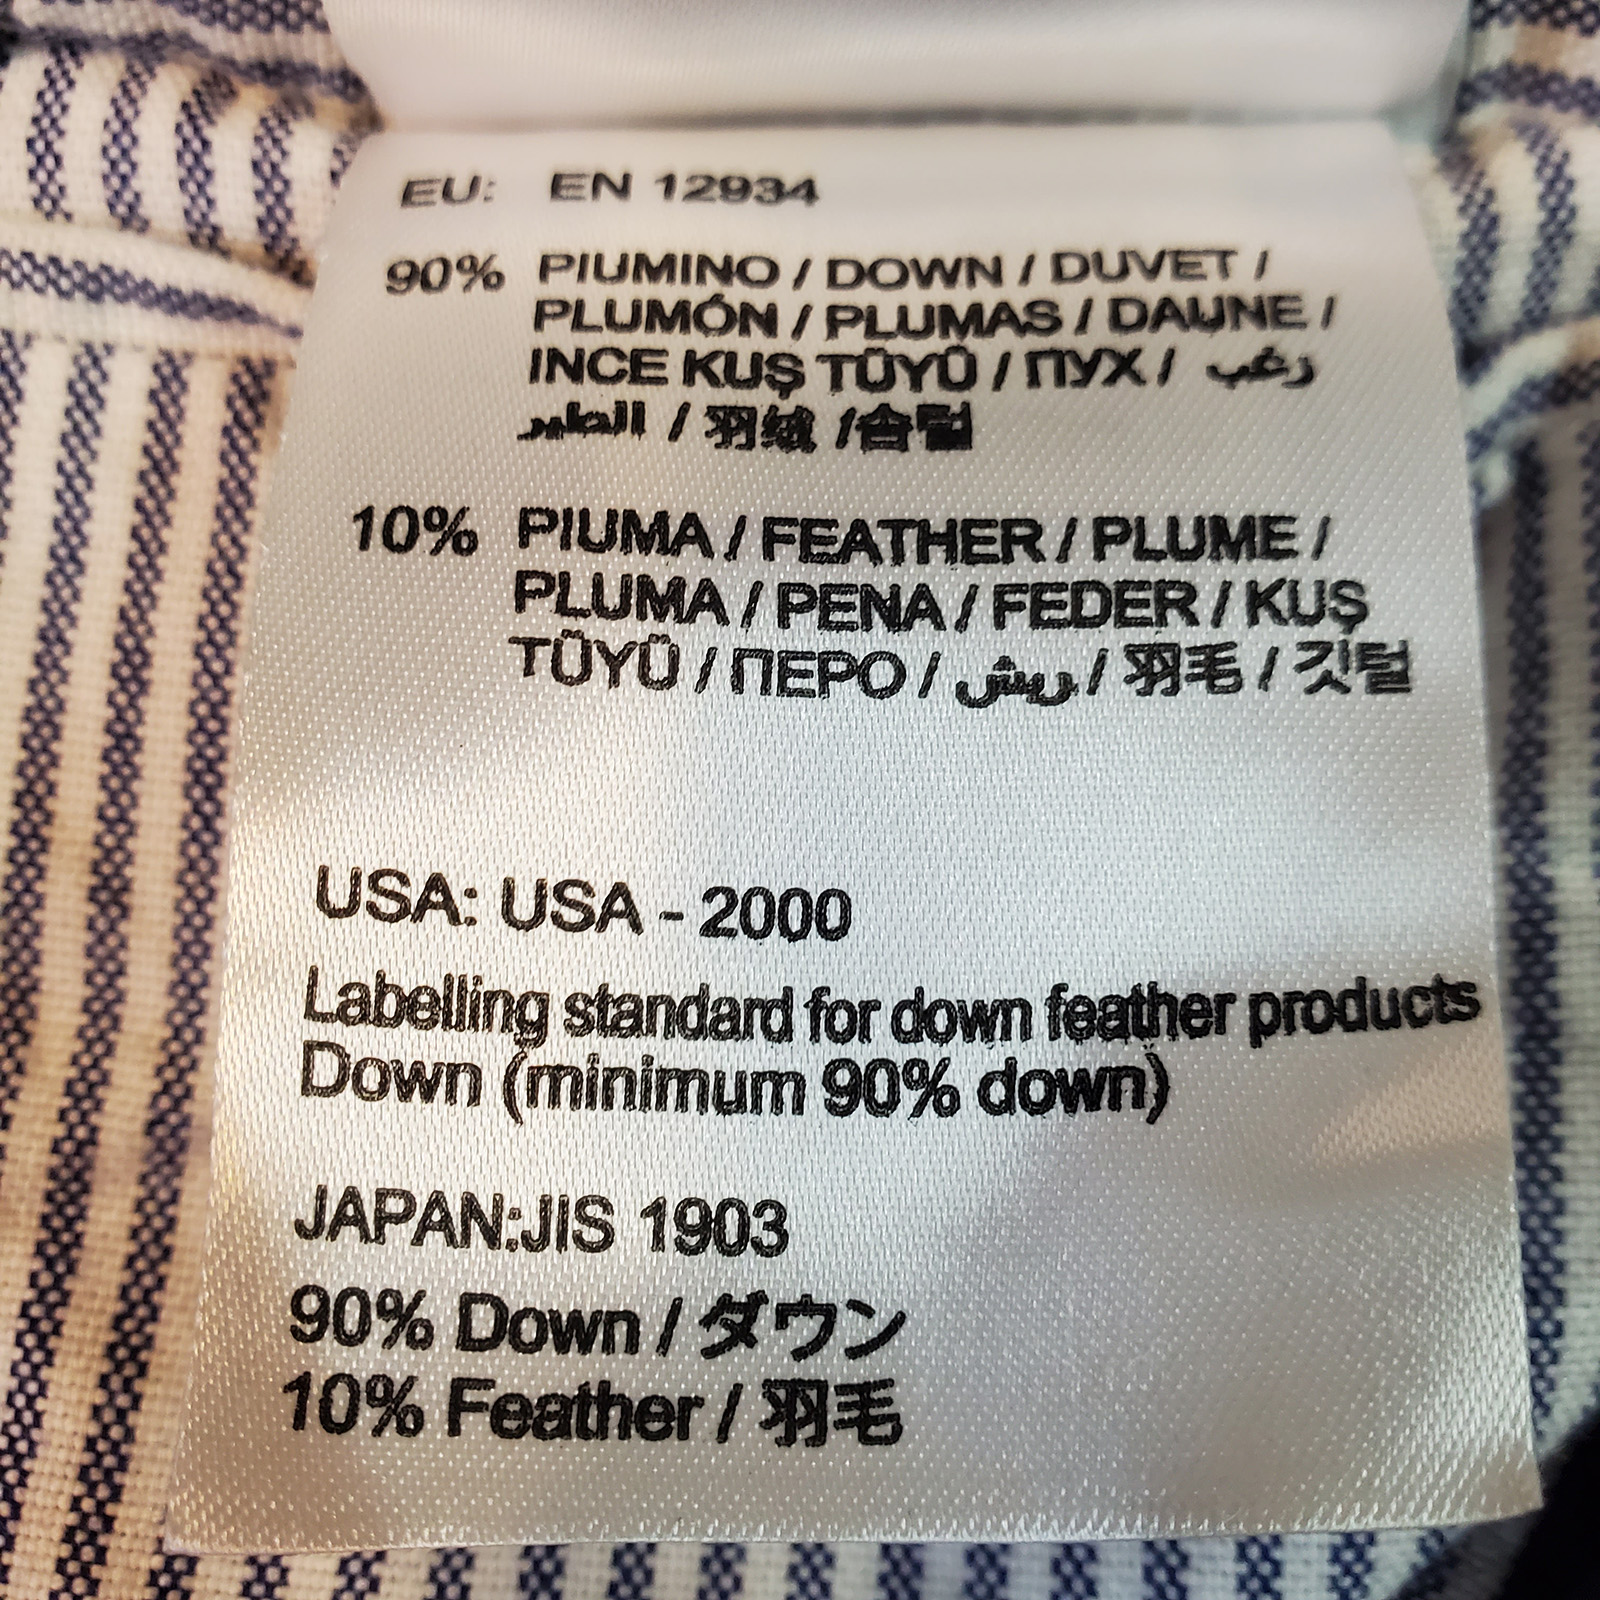 EU: EN 12934
90% PIUMINO / DOWN / DUVET /
PLUMÓN / PLUMAS / DAUNE /
INCE KUŞ TÜYÜ / ПУХ / زغب
الطير / 羽绒 /솜털
10% PIUMA / FEATHER / PLUME /
PLUMA / PENA / FEDER / KUŞ
TÜYÜ / ПЕРО / ريش / 羽毛 / 깃털
USA: USA - 2000
Labelling standard for down feather products
Down (minimum 90% down)
JAPAN:JIS 1903
90% Down / ダウン
10% Feather / 羽毛